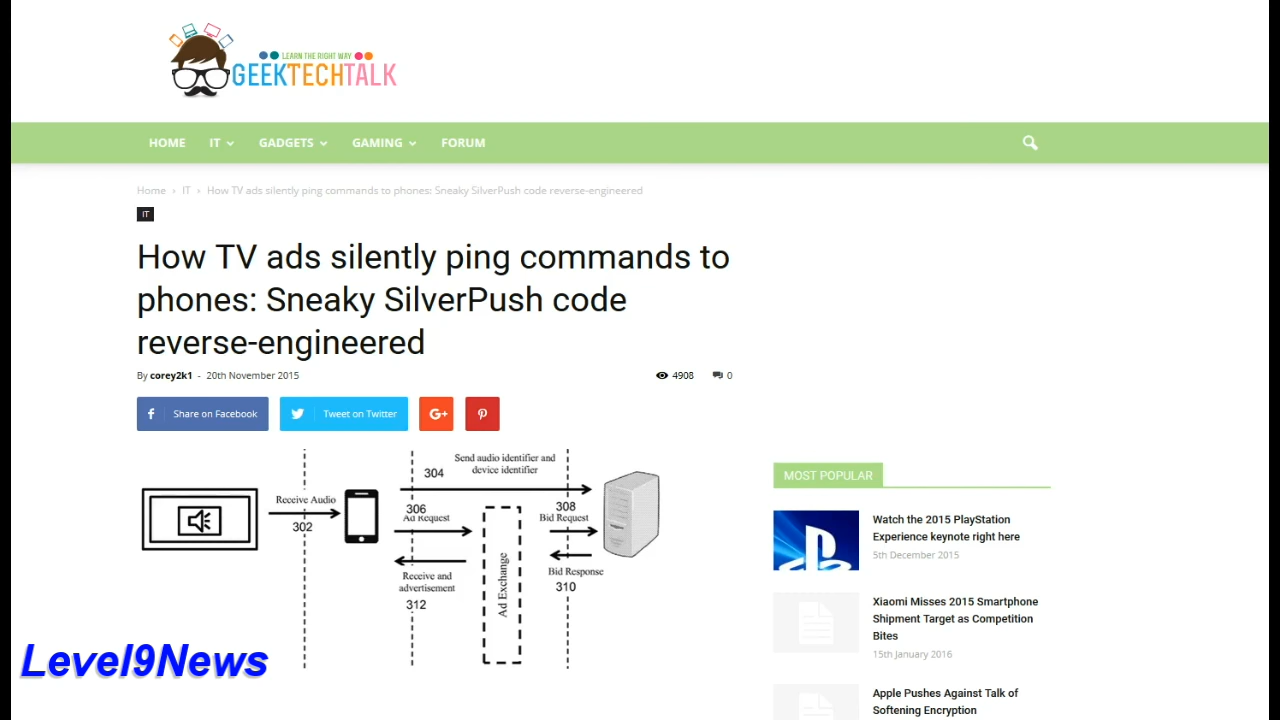 LEARN THE RIGHT WAY
GEEKTECHTALK
HOME IT GADGETS GAMING FORUM
Home › IT › How TV ads silently ping commands to phones: Sneaky SilverPush code reverse-engineered
IT
How TV ads silently ping commands to
phones: Sneaky SilverPush code
reverse-engineered
By corey2k1 - 20th November 2015
4908
0
Share on Facebook
Tweet on Twitter
G+
Send audio identifier and
device identifier
304
Receive Audio
302
306
Ad Request
308
Bid Request
Ad Exchange
Receive and
advertisement
312
Bid Response
310
MOST POPULAR
Watch the 2015 PlayStation
Experience keynote right here
5th December 2015
Xiaomi Misses 2015 Smartphone
Shipment Target as Competition
Bites
15th January 2016
Apple Pushes Against Talk of
Softening Encryption
Level9News